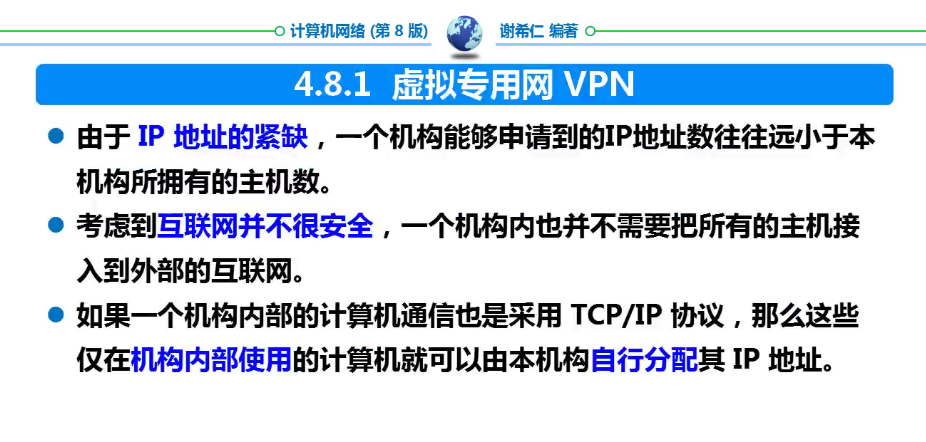 计算机网络 (第 8 版)
谢希仁 编著
4.8.1 虚拟专用网 VPN
由于 IP 地址的紧缺，一个机构能够申请到的IP地址数往往远小于本
机构所拥有的主机数。
考虑到互联网并不很安全，一个机构内也并不需要把所有的主机接
入到外部的互联网。
如果一个机构内部的计算机通信也是采用 TCP/IP 协议，那么这些
仅在机构内部使用的计算机就可以由本机构自行分配其 IP 地址。